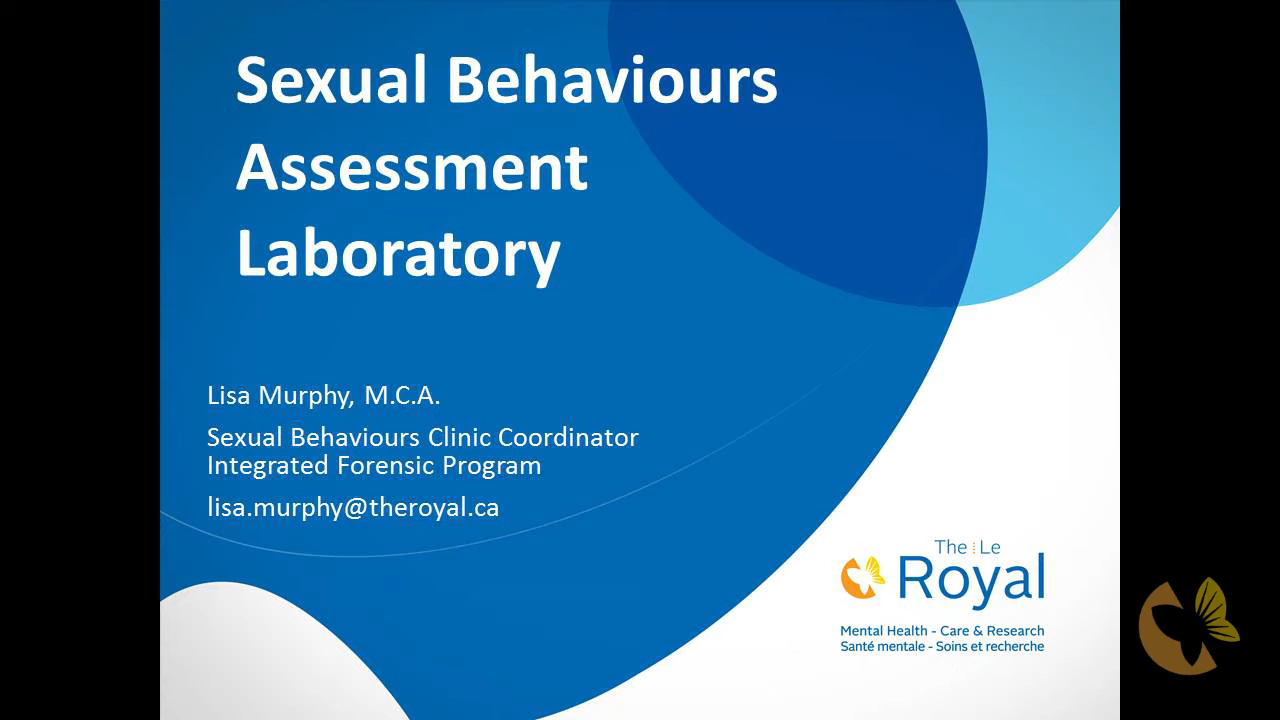 Sexual Behaviours
Assessment
Laboratory
Lisa Murphy, M.C.A.
Sexual Behaviours Clinic Coordinator
Integrated Forensic Program
lisa.murphy@theroyal.ca
The Le
Royal
Mental Health - Care & Research
Santé mentale - Soins et recherche